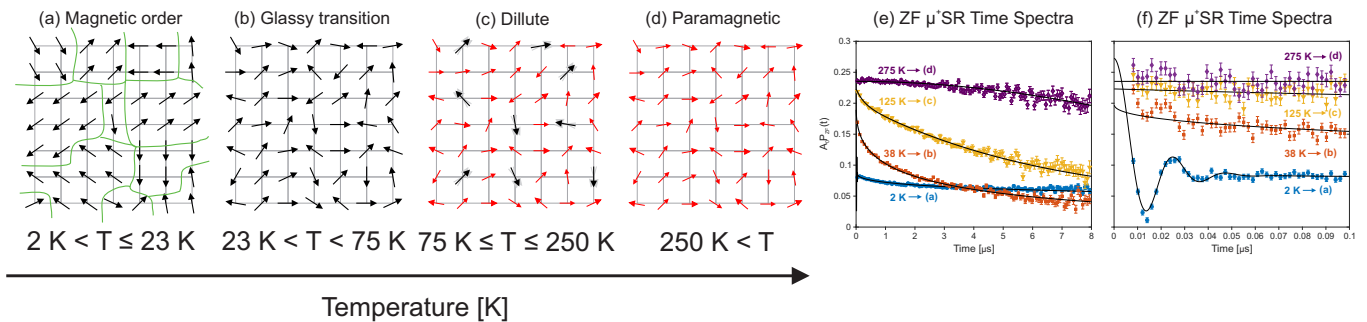 (a) Magnetic order
(b) Glassy transition
(c) Dillute
(d) Paramagnetic
(e) ZF μ⁺SR Time Spectra
(f) ZF μ⁺SR Time Spectra
2 K < T ≤ 23 K
23 K < T < 75 K
75 K ≤ T ≤ 250 K
250 K < T
Temperature [K]
0.3
0.25
0.2
0.15
0.1
0.05
0
A₀P_ZF(t)
275 K → (d)
125 K → (c)
38 K → (b)
2 K → (a)
0 1 2 3 4 5 6 7 8
Time [μs]
275 K → (d)
125 K → (c)
38 K → (b)
2 K → (a)
0 0.01 0.02 0.03 0.04 0.05 0.06 0.07 0.08 0.09 0.1
Time [μs]